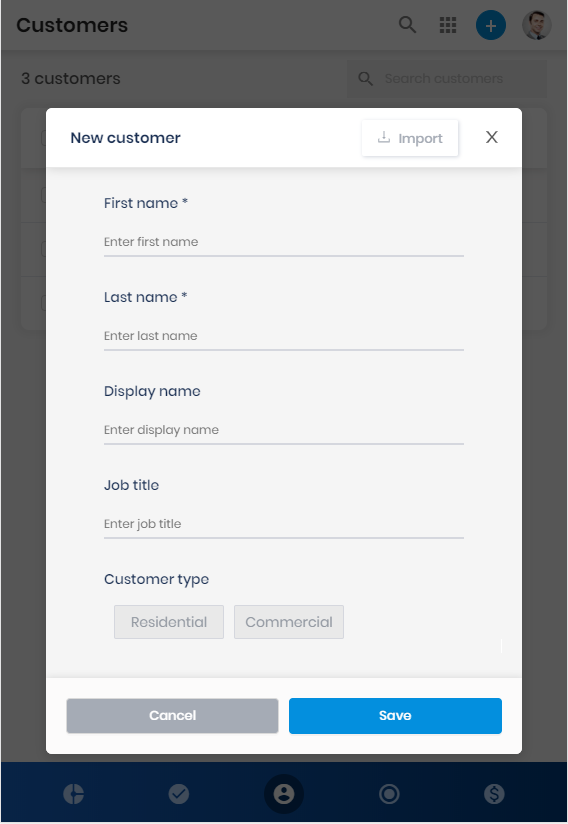 Customers
3 customers
Search customers
New customer
Import
X
First name *
Enter first name
Last name *
Enter last name
Display name
Enter display name
Job title
Enter job title
Customer type
Residential
Commercial
Cancel
Save